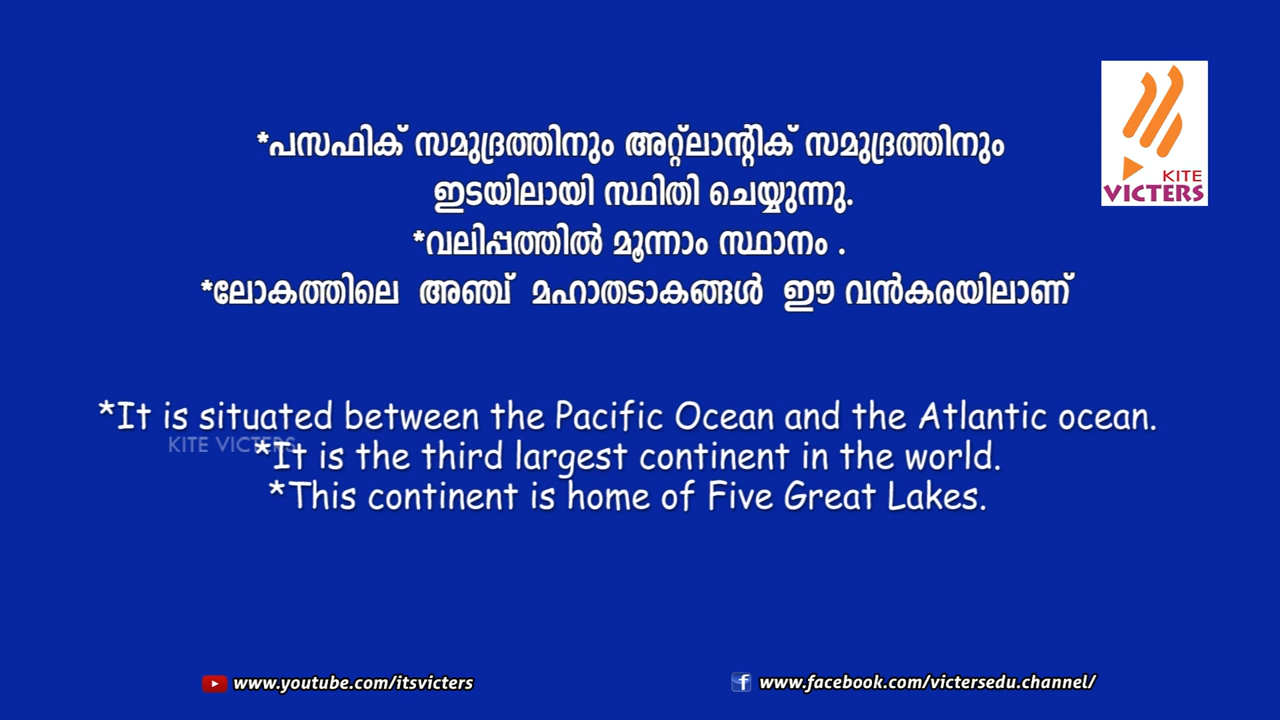 *പസഫിക് സമുദ്രത്തിനും അറ്റ്ലാന്റിക് സമുദ്രത്തിനും
ഇടയിലായി സ്ഥിതി ചെയ്യുന്നു.
*വലിപ്പത്തിൽ മൂന്നാം സ്ഥാനം .
*ലോകത്തിലെ അഞ്ച് മഹാതടാകങ്ങൾ ഈ വൻകരയിലാണ്
KITE
VICTERS
*It is situated between the Pacific Ocean and the Atlantic ocean.
KITE VICTERS
*It is the third largest continent in the world.
*This continent is home of Five Great Lakes.
www.youtube.com/itsvicters
www.facebook.com/victersedu.channel/